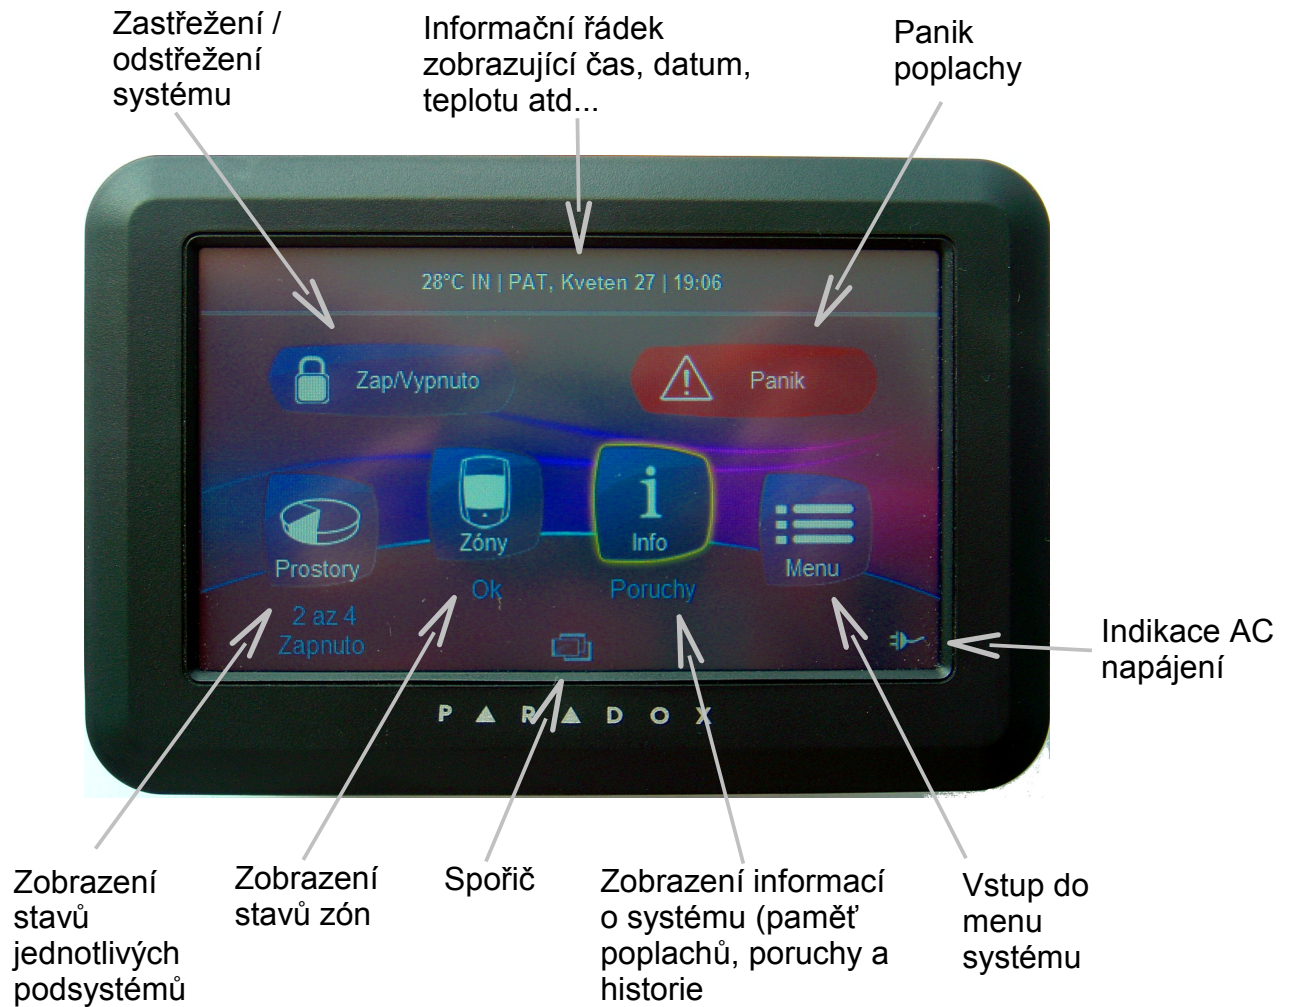 Zastřežení /
odstřežení
systému
Informační řádek
zobrazující čas, datum,
teplotu atd...
Panik
poplachy
28°C IN | PAT, Kveten 27 | 19:06
Zap/Vypnuto
Panik
Prostory
2 az 4
Zapnuto
Zóny
Ok
Info
Poruchy
Menu
PARADOX
Indikace AC
napájení
Zobrazení
stavů
jednotlivých
podsystémů
Zobrazení
stavů zón
Spořič
Zobrazení informací
o systému (paměť
poplachů, poruchy a
historie
Vstup do
menu
systému